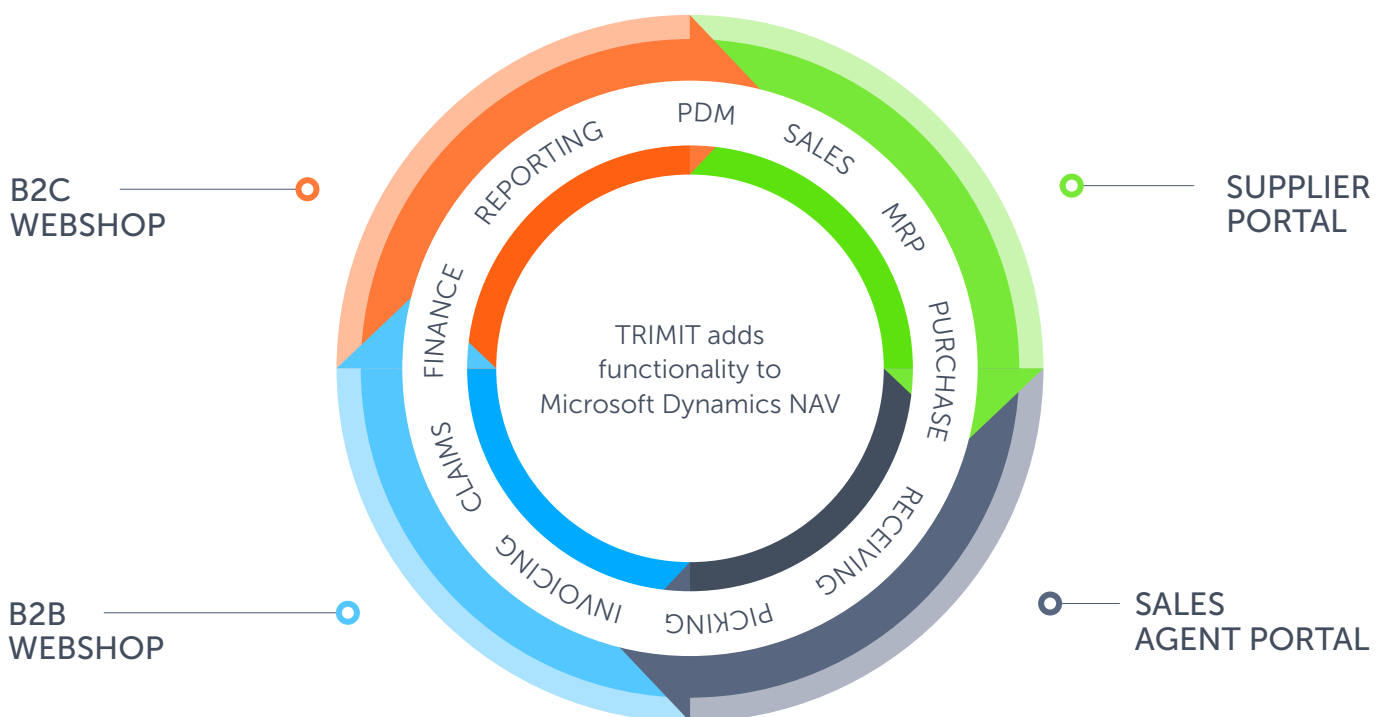 PDM
SALES
MRP
PURCHASE
RECEIVING
PICKING
INVOICING
CLAIMS
FINANCE
REPORTING
B2C
WEBSHOP
SUPPLIER
PORTAL
TRIMIT adds
functionality to
Microsoft Dynamics NAV
B2B
WEBSHOP
SALES
AGENT PORTAL